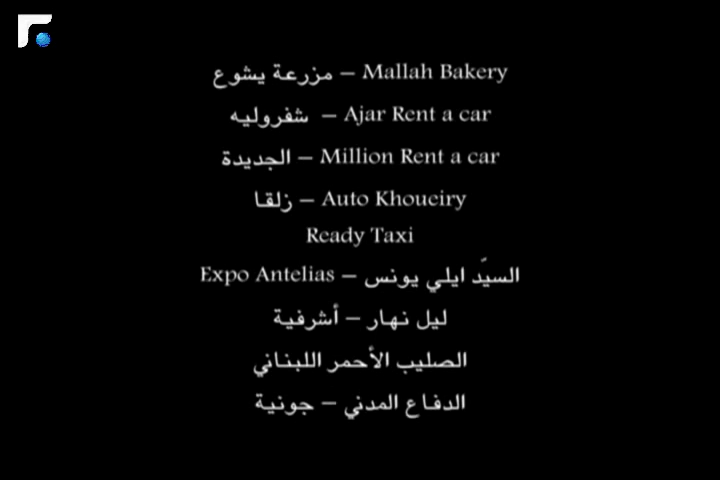 Mallah Bakery – مزرعة يشوع
Ajar Rent a car – شفروليه
Million Rent a car – الجديدة
Auto Khoueiry – زلقا
Ready Taxi
السيّد ايلي يونس – Expo Antelias
ليل نهار – أشرفية
الصليب الأحمر اللبناني
الدفاع المدني – جونية